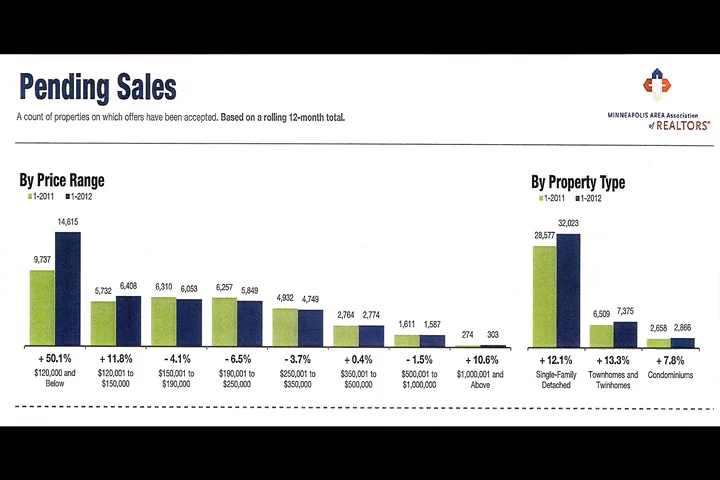 Pending Sales
A count of properties on which offers have been accepted. Based on a rolling 12-month total.
MINNEAPOLIS AREA Association
of REALTORS®
By Price Range
1-2011 1-2012
14,615
9,737
5,732 6,408
6,310 6,053
6,257 5,849
4,932 4,749
2,764 2,774
1,611 1,587
274 303
+ 50.1% + 11.8% - 4.1% - 6.5% - 3.7% + 0.4% - 1.5% + 10.6%
$120,000 and $120,001 to $150,001 to $190,001 to $250,001 to $350,001 to $500,001 to $1,000,001 and
Below $150,000 $190,000 $250,000 $350,000 $500,000 $1,000,000 Above
By Property Type
1-2011 1-2012
32,023
28,577
6,509 7,375
2,658 2,866
+ 12.1% + 13.3% + 7.8%
Single-Family Townhomes and Condominiums
Detached Twinhomes